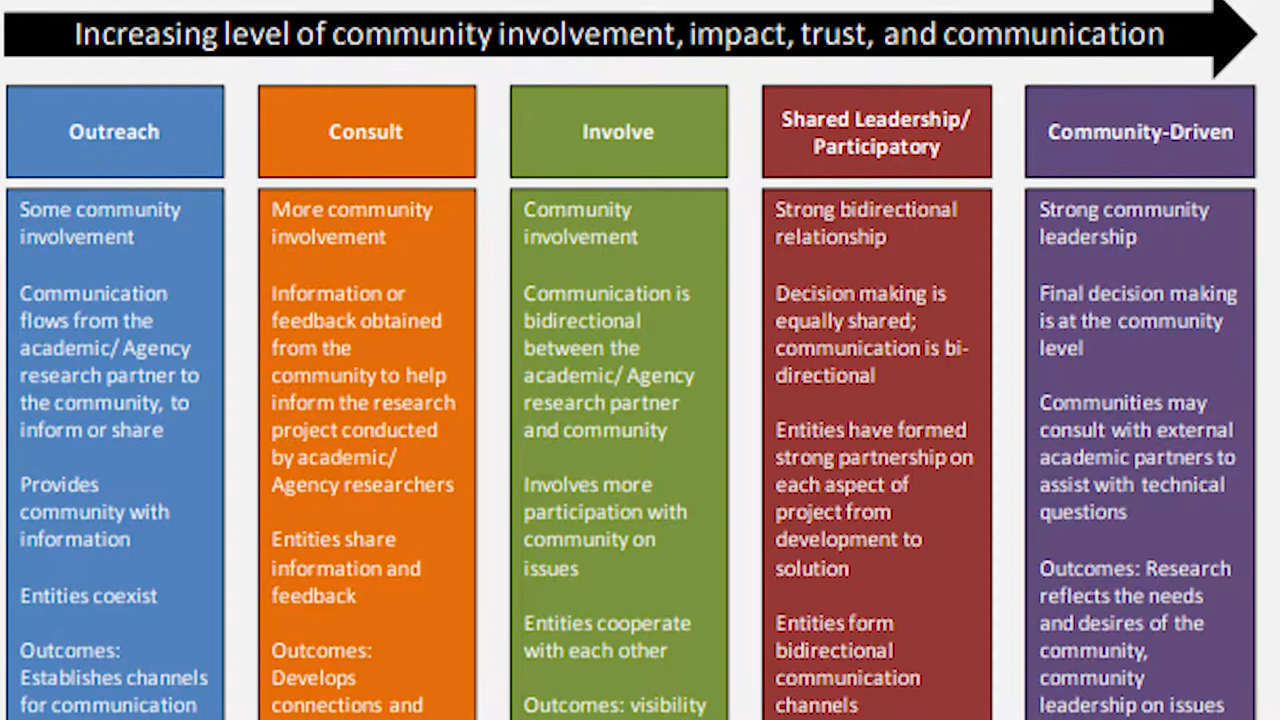 Increasing level of community involvement, impact, trust, and communication
Outreach
Some community
involvement
Communication
flows from the
academic/ Agency
research partner to
the community, to
inform or share
Provides
community with
information
Entities coexist
Outcomes:
Establishes channels
for communication
Consult
More community
involvement
Information or
feedback obtained
from the
community to help
inform the research
project conducted
by academic/
Agency researchers
Entities share
information and
feedback
Outcomes:
Develops
connections and
Involve
Community
involvement
Communication is
bidirectional
between the
academic/ Agency
research partner
and community
Involves more
participation with
community on
issues
Entities cooperate
with each other
Outcomes: visibility
Shared Leadership/
Participatory
Strong bidirectional
relationship
Decision making is
equally shared;
communication is bi-
directional
Entities have formed
strong partnership on
each aspect of
project from
development to
solution
Entities form
bidirectional
communication
channels
Community-Driven
Strong community
leadership
Final decision making
is at the community
level
Communities may
consult with external
academic partners to
assist with technical
questions
Outcomes: Research
reflects the needs
and desires of the
community,
community
leadership on issues